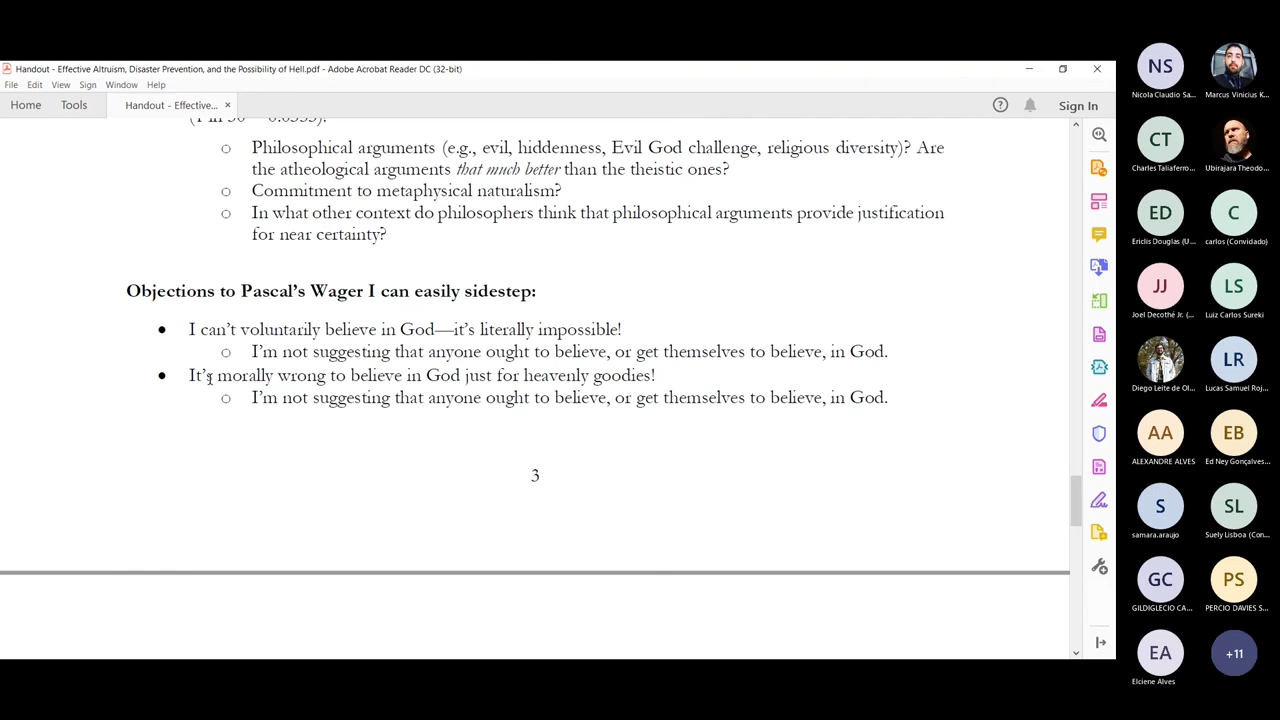 Handout - Effective Altruism, Disaster Prevention, and the Possibility of Hell.pdf - Adobe Acrobat Reader DC (32-bit)
File Edit View Sign Window Help
Home Tools Handout - Effective... × Sign In
○ Philosophical arguments (e.g., evil, hiddenness, Evil God challenge, religious diversity)? Are
the atheological arguments that much better than the theistic ones?
○ Commitment to metaphysical naturalism?
○ In what other context do philosophers think that philosophical arguments provide justification
for near certainty?
Objections to Pascal's Wager I can easily sidestep:
● I can't voluntarily believe in God—it's literally impossible!
○ I'm not suggesting that anyone ought to believe, or get themselves to believe, in God.
● It's morally wrong to believe in God just for heavenly goodies!
○ I'm not suggesting that anyone ought to believe, or get themselves to believe, in God.
3
NS
Nicola Claudio Sa... Marcus Vinicius K...
CT
Charles Taliaferro... Ubirajara Theodo...
ED C
Ericlis Douglas (U... carlos (Convidado)
JJ LS
Joel Decothé Jr. (... Luiz Carlos Sureki
LR
Diego Leite de Ol... Lucas Samuel Roj...
AA EB
ALEXANDRE ALVES Ed Ney Gonçalves...
S SL
samara.araujo Suely Lisboa (Con...
GC PS
GILDIGLECIO CA... PERCIO DAVIES S...
EA +11
Elciene Alves